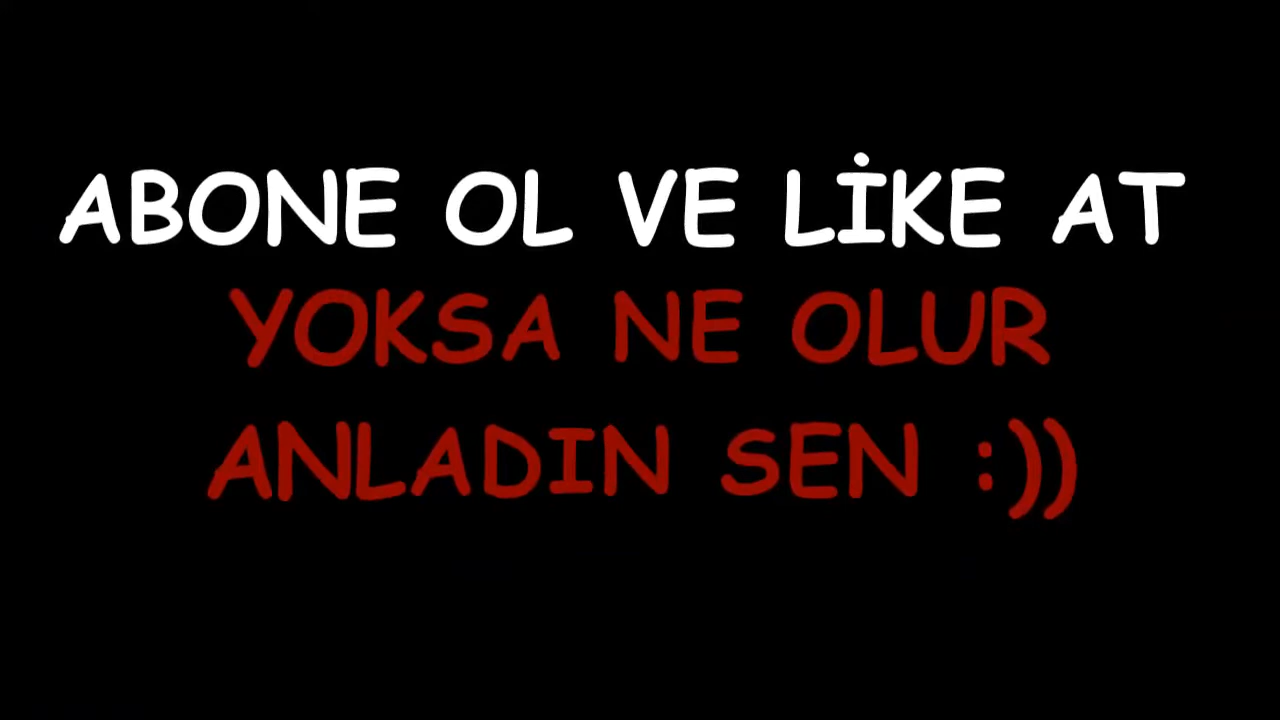 ABONE OL VE LİKE AT
YOKSA NE OLUR
ANLADIN SEN :))